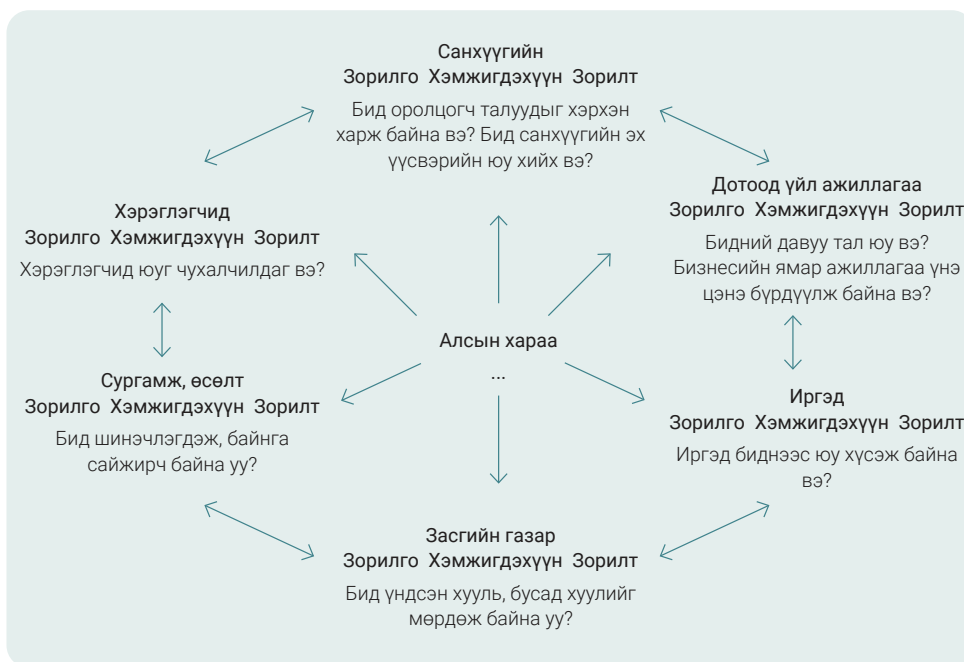 Санхүүгийн
Зорилго Хэмжигдэхүүн Зорилт
Бид оролцогч талуудыг хэрхэн
харж байна вэ? Бид санхүүгийн эх
үүсвэрийн юу хийх вэ?
Хэрэглэгчид
Зорилго Хэмжигдэхүүн Зорилт
Хэрэглэгчид юуг чухалчилдаг вэ?
Дотоод үйл ажиллагаа
Зорилго Хэмжигдэхүүн Зорилт
Бидний давуу тал юу вэ?
Бизнесийн ямар ажиллагаа үнэ
цэнэ бүрдүүлж байна вэ?
Алсын хараа
...
Сургамж, өсөлт
Зорилго Хэмжигдэхүүн Зорилт
Бид шинэчлэгдэж, байнга
сайжирч байна уу?
Иргэд
Зорилго Хэмжигдэхүүн Зорилт
Иргэд биднээс юу хүсэж байна
вэ?
Засгийн газар
Зорилго Хэмжигдэхүүн Зорилт
Бид үндсэн хууль, бусад хуулийг
мөрдөж байна уу?